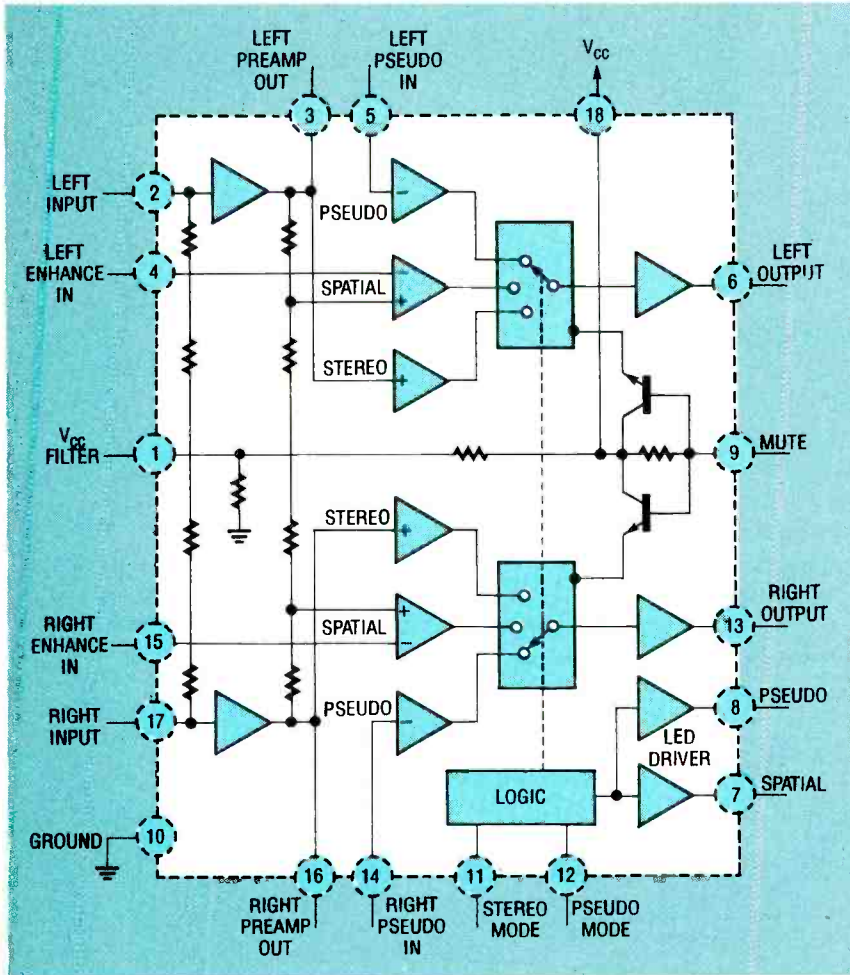 LEFT
PREAMP
OUT
LEFT
PSEUDO
IN
VCC
3
5
18
LEFT
INPUT
2
PSEUDO
LEFT
ENHANCE
IN
4
SPATIAL
LEFT
OUTPUT
6
STEREO
VCC
FILTER
1
MUTE
9
STEREO
RIGHT
ENHANCE
IN
15
SPATIAL
RIGHT
OUTPUT
13
RIGHT
INPUT
17
PSEUDO
PSEUDO
8
LED
DRIVER
LOGIC
SPATIAL
7
GROUND
10
16
14
11
12
RIGHT
PREAMP
OUT
RIGHT
PSEUDO
IN
STEREO
MODE
PSEUDO
MODE